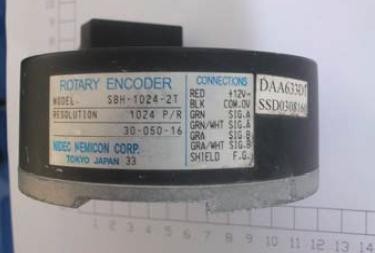 ROTARY ENCODER
MODEL- SBH-1024-2T
RESOLUTION 1024 P/R
30-050-16
NIDEC NEMICON CORP.
TOKYO JAPAN 33
CONNECTIONS
RED +12V~
BLK COM.0V
GRN SIG.A
GRN/WHT SIG.A
GRA SIG.B
GRA/WHT SIG.B
SHIELD F.G.
DAA633D
SSD030816
1 2 3 4 5 6 7 8 9 10 11 12 13 14